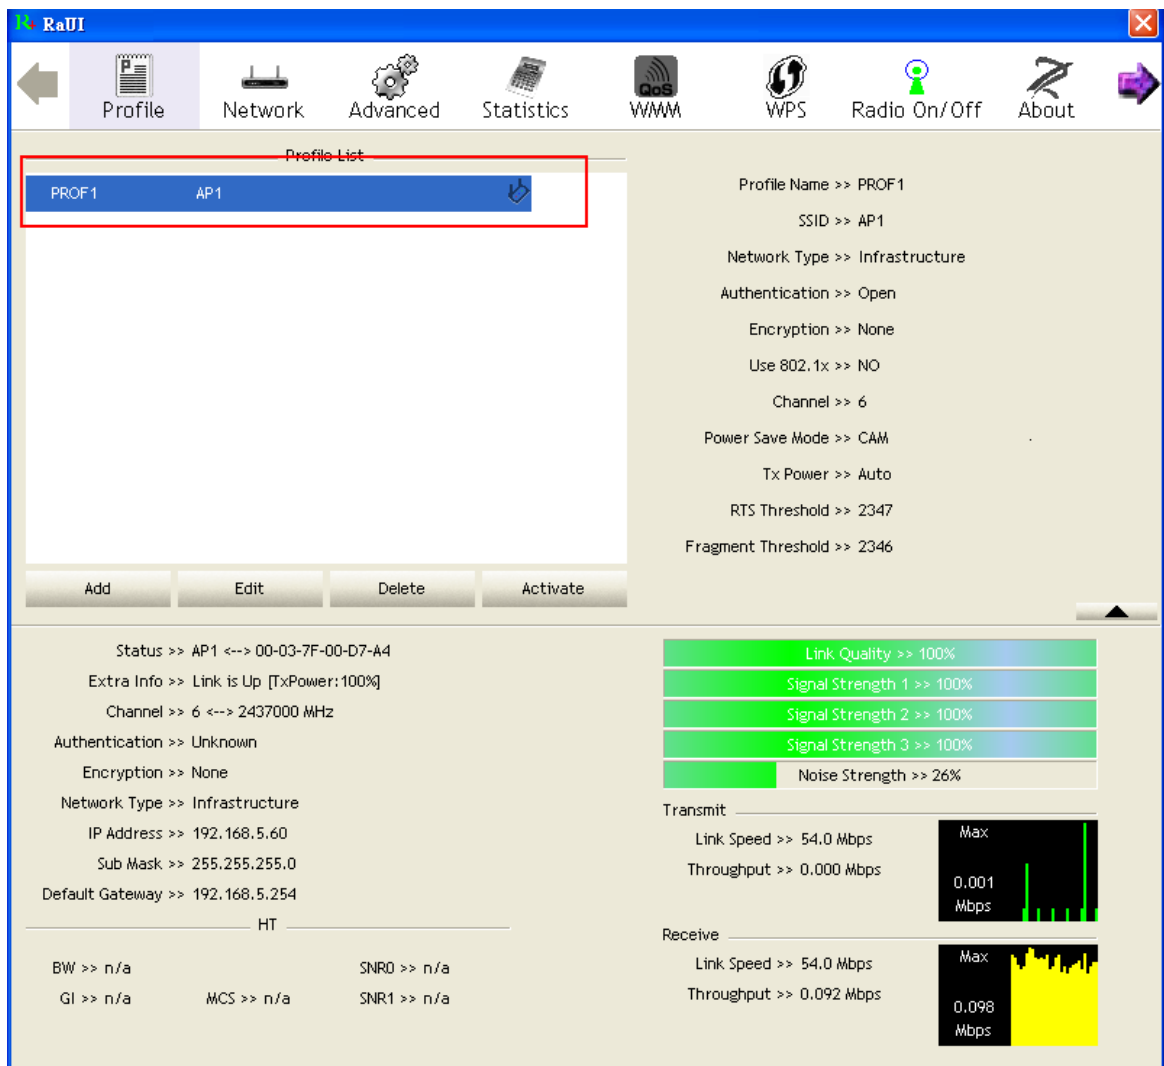 RaUI
Profile
Network
Advanced
Statistics
QoS
WMM
WPS
Radio On/Off
About
Profile List
PROF1 AP1
Profile Name >> PROF1
SSID >> AP1
Network Type >> Infrastructure
Authentication >> Open
Encryption >> None
Use 802.1x >> NO
Channel >> 6
Power Save Mode >> CAM
Tx Power >> Auto
RTS Threshold >> 2347
Fragment Threshold >> 2346
Add Edit Delete Activate
Status >> AP1 <--> 00-03-7F-00-D7-A4
Extra Info >> Link is Up [TxPower:100%]
Channel >> 6 <--> 2437000 MHz
Authentication >> Unknown
Encryption >> None
Network Type >> Infrastructure
IP Address >> 192.168.5.60
Sub Mask >> 255.255.255.0
Default Gateway >> 192.168.5.254
HT
BW >> n/a SNR0 >> n/a
GI >> n/a MCS >> n/a SNR1 >> n/a
Link Quality >> 100%
Signal Strength 1 >> 100%
Signal Strength 2 >> 100%
Signal Strength 3 >> 100%
Noise Strength >> 26%
Transmit
Link Speed >> 54.0 Mbps
Throughput >> 0.000 Mbps
Max
0.001
Mbps
Receive
Link Speed >> 54.0 Mbps
Throughput >> 0.092 Mbps
Max
0.098
Mbps